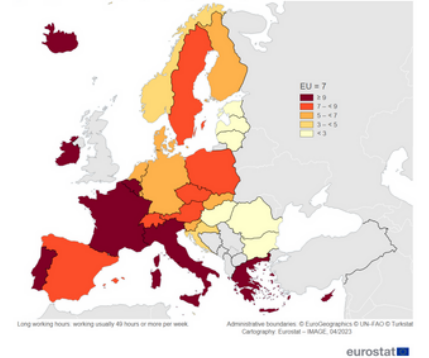 EU = 7
≥ 9
7 – < 9
5 – < 7
3 – < 5
< 3
Long working hours: working usually 49 hours or more per week.
Administrative boundaries: © EuroGeographics © UN–FAO © Turkstat
Cartography: Eurostat – IMAGE, 04/2023
eurostat